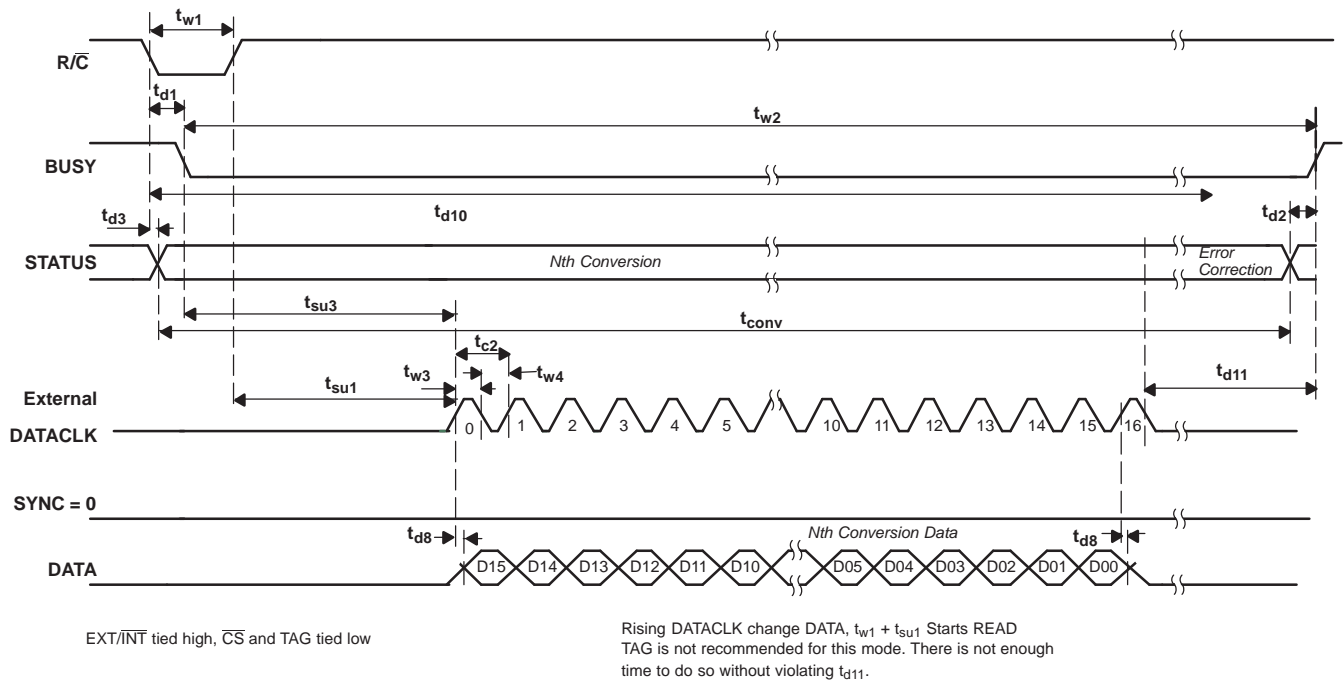 tw1
R/C̅
td1
tw2
BUSY
td3
td10
td2
STATUS
Nth Conversion
Error
Correction
tsu3
tconv
tc2
tw3
tw4
tsu1
td11
External
DATACLK
0 1 2 3 4 5 10 11 12 13 14 15 16
SYNC = 0
Nth Conversion Data
td8
td8
DATA
D15 D14 D13 D12 D11 D10 D05 D04 D03 D02 D01 D00
EXT/I̅N̅T̅ tied high, C̅S̅ and TAG tied low
Rising DATACLK change DATA, tw1 + tsu1 Starts READ
TAG is not recommended for this mode. There is not enough
time to do so without violating td11.